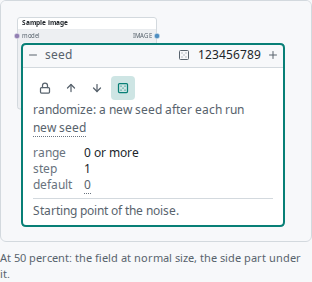 Sample image
model IMAGE
seed 123456789
randomize: a new seed after each run
new seed
range 0 or more
step 1
default 0
Starting point of the noise.
At 50 percent: the field at normal size, the side part under
it.